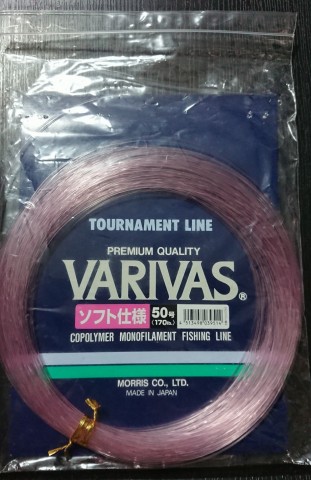 TOURNAMENT LINE
PREMIUM QUALITY
VARIVAS®
ソフト仕様 50号 (170lb.)
COPOLYMER MONOFILAMENT FISHING LINE
MORRIS CO., LTD.
MADE IN JAPAN